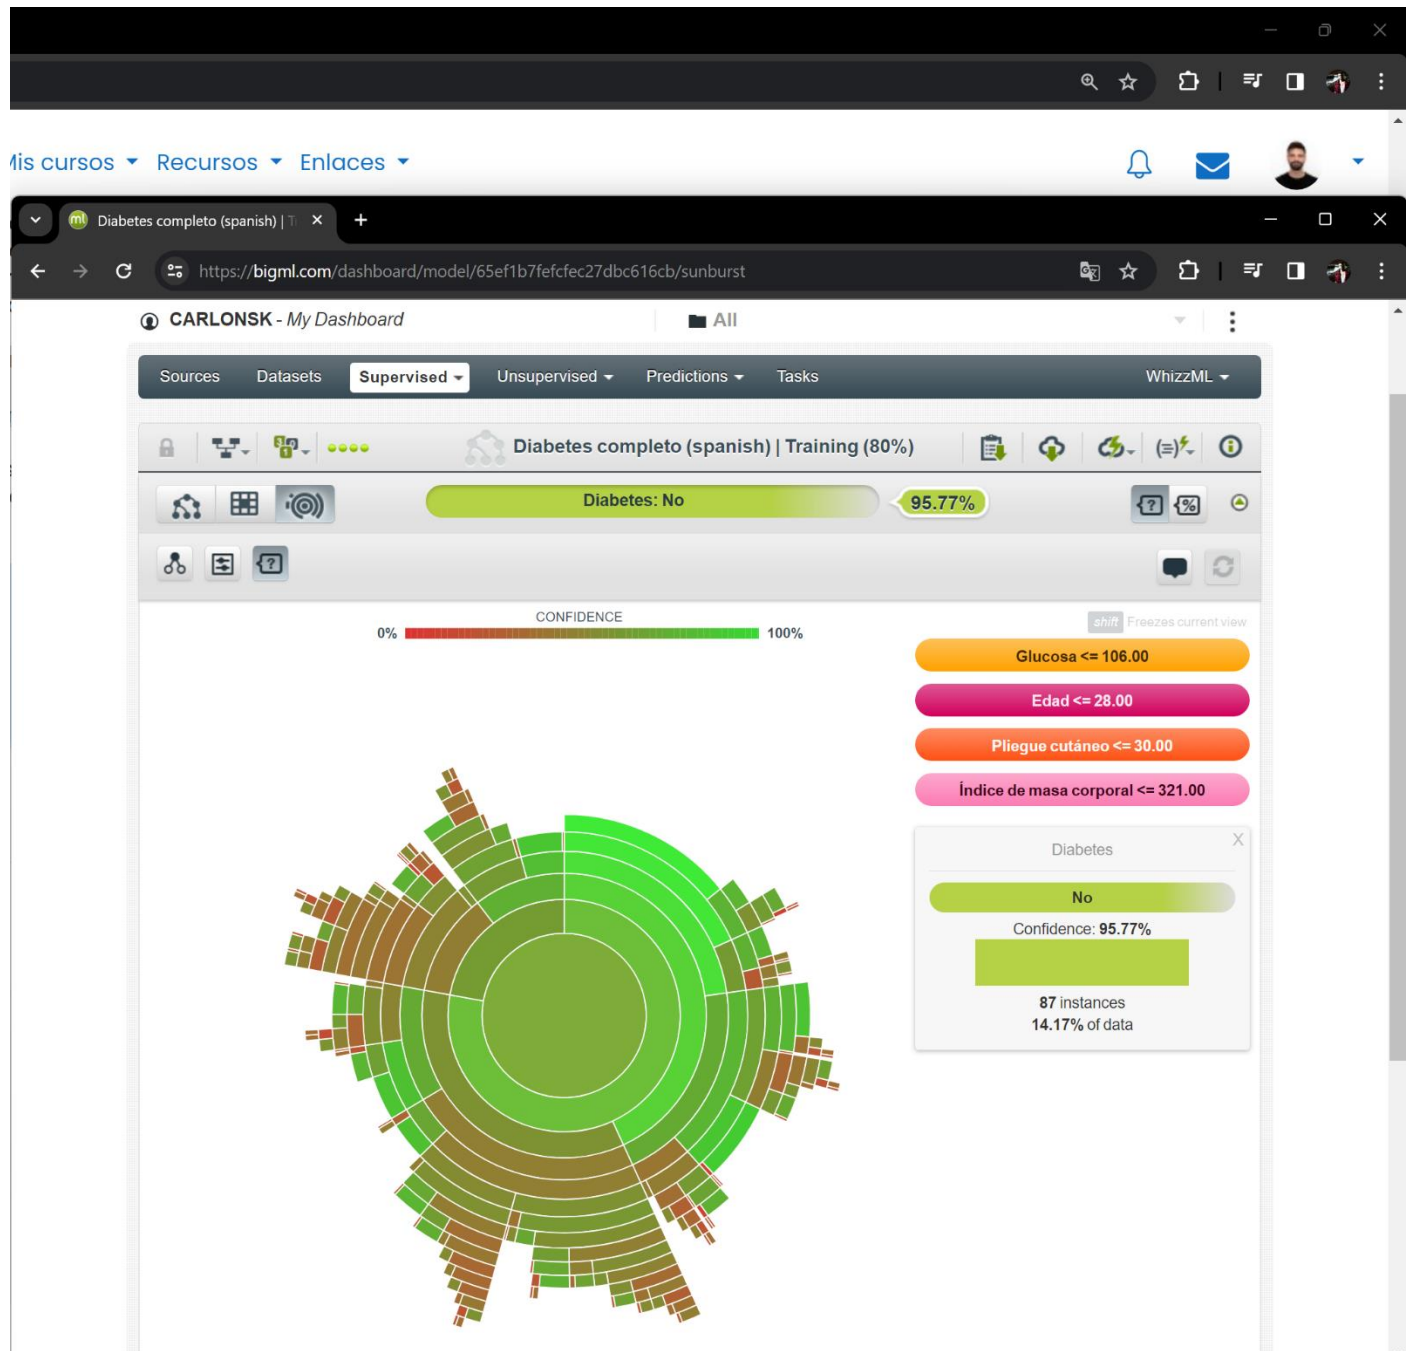 Mis cursos Recursos Enlaces
Diabetes completo (spanish) |
https://bigml.com/dashboard/model/65ef1b7fefcfec27dbc616cb/sunburst
CARLONSK - My Dashboard All
Sources Datasets Supervised Unsupervised Predictions Tasks WhizzML
Diabetes completo (spanish) | Training (80%)
Diabetes: No 95.77%
CONFIDENCE
0% 100%
shift Freezes current view
Glucosa <= 106.00
Edad <= 28.00
Pliegue cutáneo <= 30.00
Índice de masa corporal <= 321.00
Diabetes X
No
Confidence: 95.77%
87 instances
14.17% of data